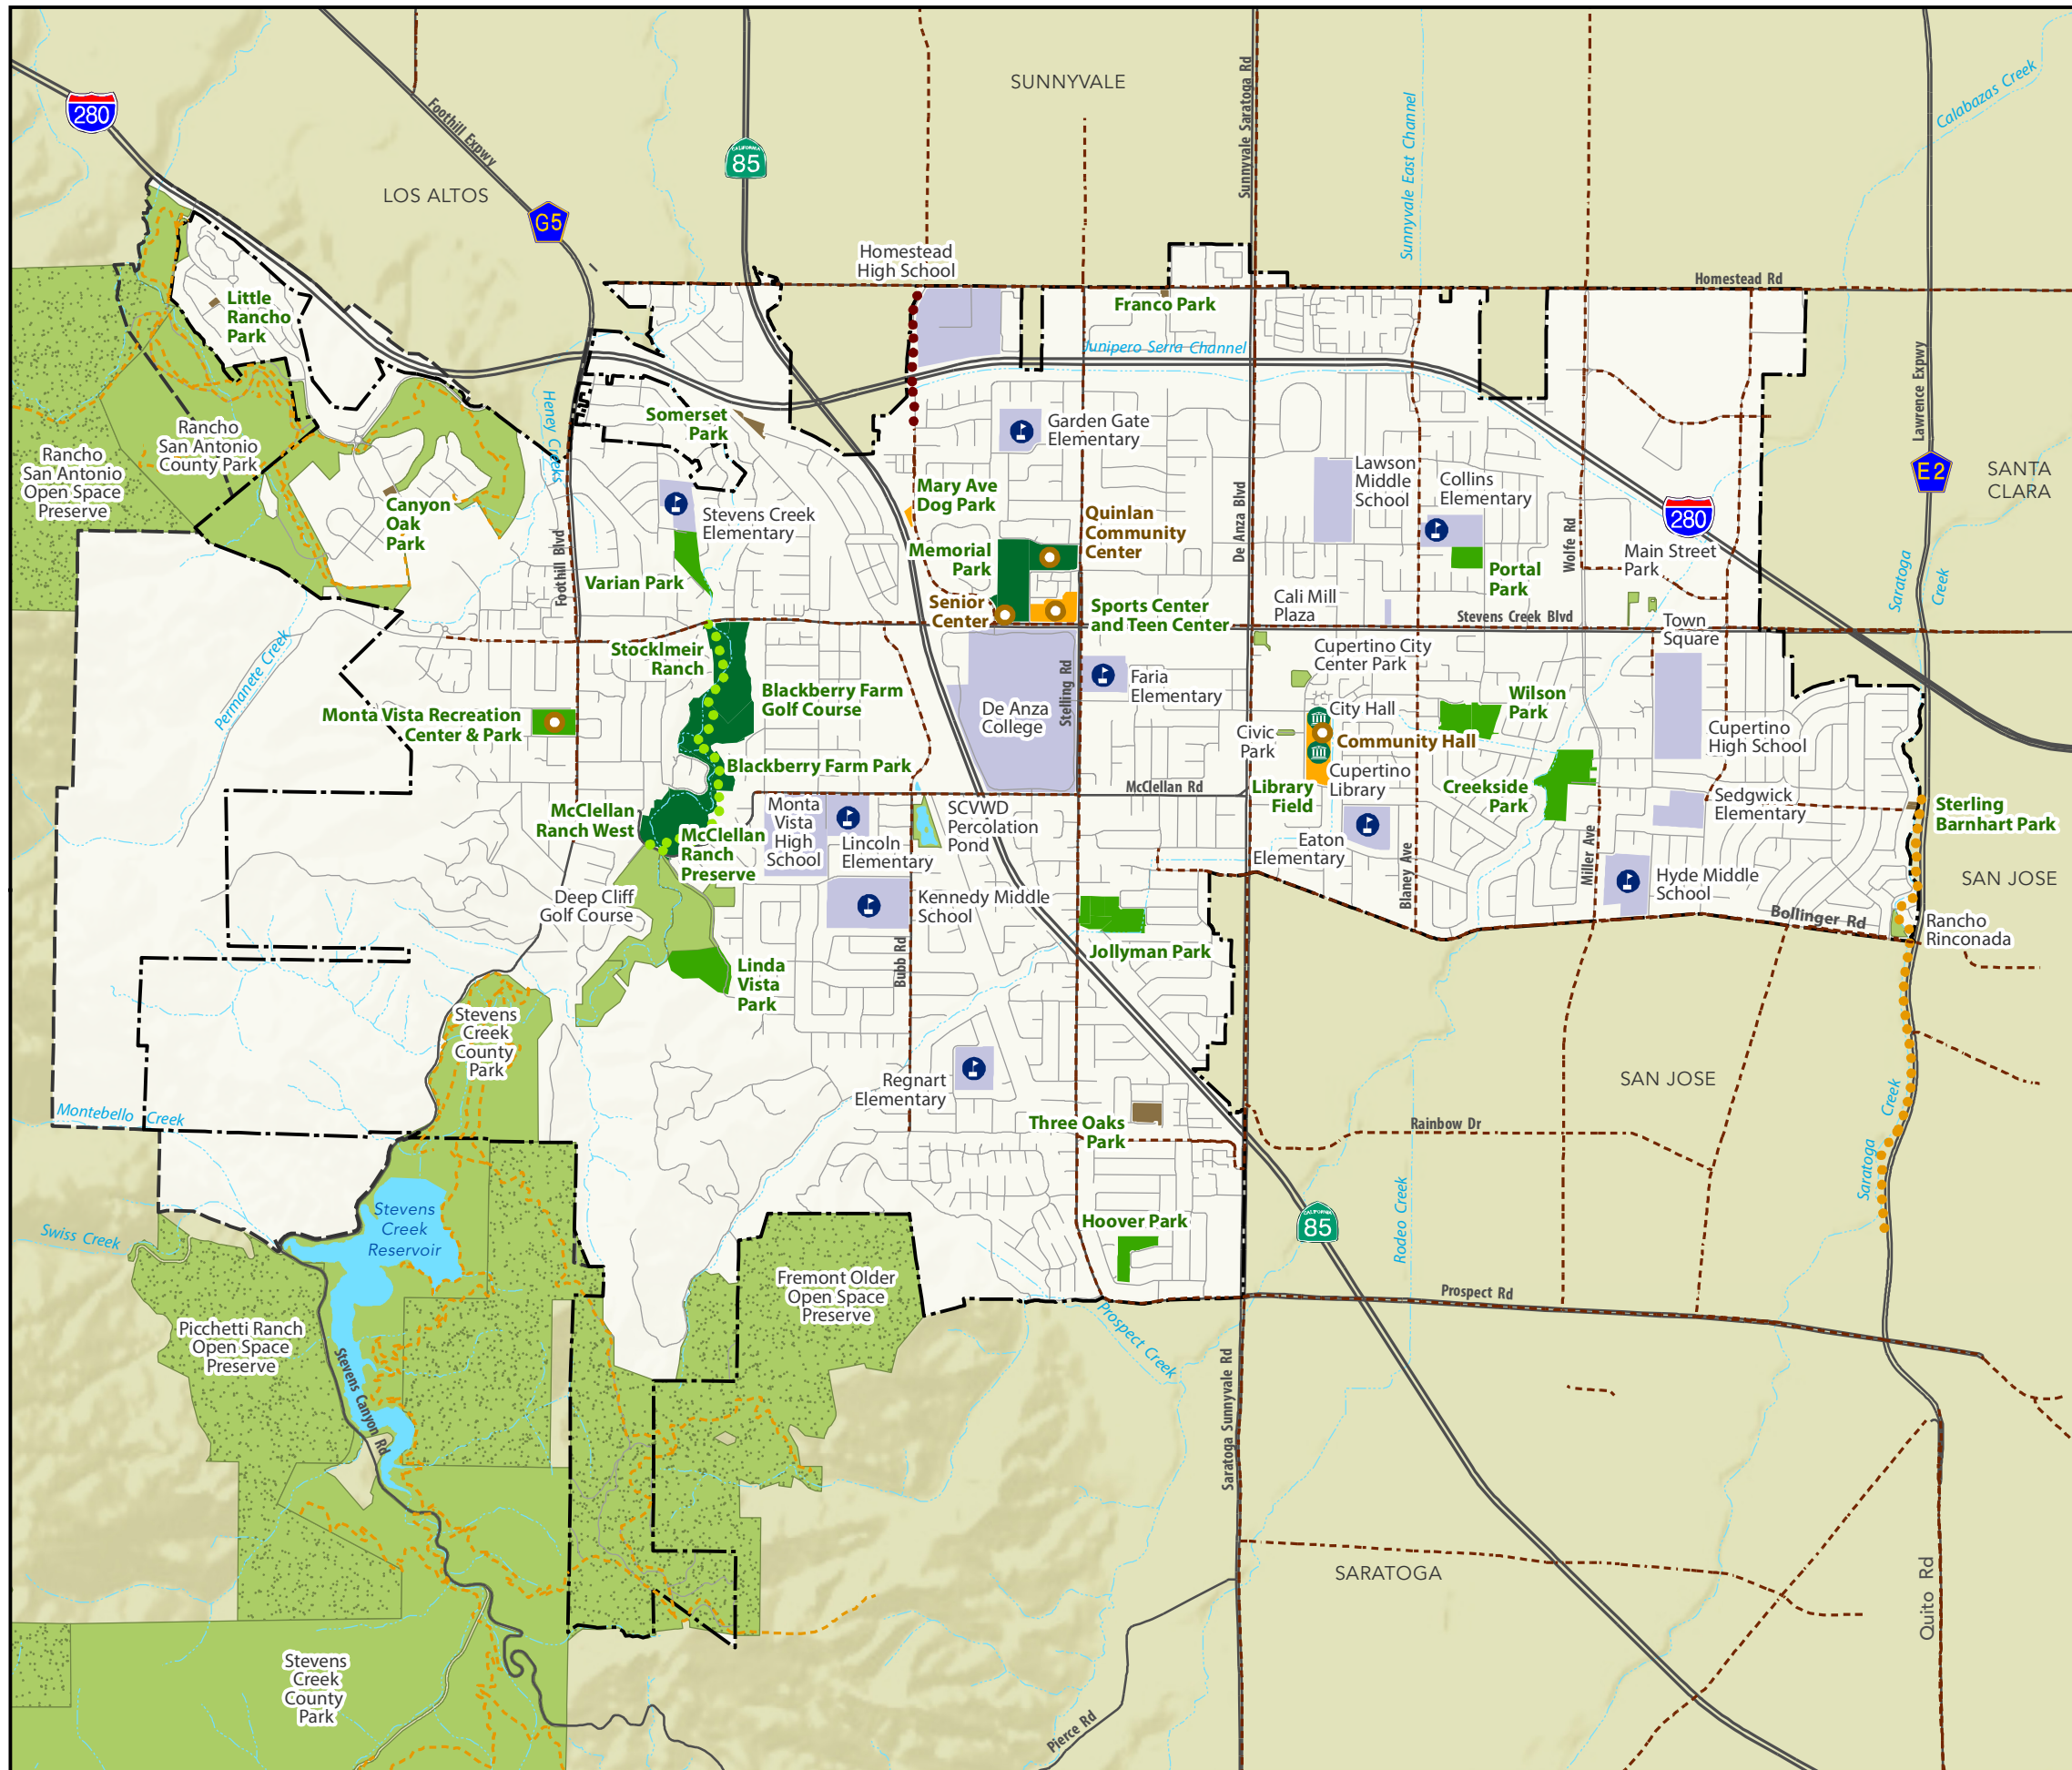 SUNNYVALE
Sunnyvale Saratoga Rd
Sunnyvale East Channel
Calabazas Creek
280
Foothill Expwy
CALIFORNIA
85
LOS ALTOS
G5
Homestead
High School
Homestead Rd
Little
Rancho
Park
Franco Park
Junipero Serra Channel
Lawrence Expwy
Heney Creeks
Somerset
Park
Garden Gate
Elementary
Rancho
San Antonio
County Park
Rancho
San Antonio
Open Space
Preserve
Lawson
Middle
School
Collins
Elementary
E2
SANTA
CLARA
Canyon
Oak
Park
Stevens Creek
Elementary
Mary Ave
Dog Park
Quinlan
Community
Center
De Anza Blvd
280
Wolfe Rd
Main Street
Park
Foothill Blvd
Varian Park
Memorial
Park
Portal
Park
Saratoga
Creek
Senior
Center
Sports Center
and Teen Center
Cali Mill
Plaza
Stevens Creek Blvd
Town
Square
Permanete Creek
Stocklmeir
Ranch
Stelling Rd
Faria
Elementary
Cupertino City
Center Park
Blackberry Farm
Golf Course
De Anza
College
Wilson
Park
Monta Vista Recreation
Center & Park
City Hall
Civic
Park
Community Hall
Cupertino
High School
Blackberry Farm Park
McClellan Rd
Cupertino
Library
Library
Field
Creekside
Park
Sedgwick
Elementary
Sterling
Barnhart Park
McClellan
Ranch West
McClellan
Ranch
Preserve
Monta
Vista
High
School
Lincoln
Elementary
SCVWD
Percolation
Pond
Eaton
Elementary
Blaney Ave
Miller Ave
Hyde Middle
School
SAN JOSE
Deep Cliff
Golf Course
Kennedy Middle
School
Bollinger Rd
Rancho
Rinconada
Jollyman Park
Bubb Rd
Linda
Vista
Park
Stevens
Creek
County
Park
Regnart
Elementary
SAN JOSE
Montebello Creek
Three Oaks
Park
Rainbow Dr
Creek
Saratoga
Stevens
Creek
Reservoir
Swiss Creek
Hoover Park
CALIFORNIA
85
Rodeo Creek
Fremont Older
Open Space
Preserve
Prospect Rd
Prospect Creek
Picchetti Ranch
Open Space
Preserve
Stevens Canyon Rd
Saratoga Sunnyvale Rd
SARATOGA
Quito Rd
Stevens
Creek
County
Park
Pierce Rd